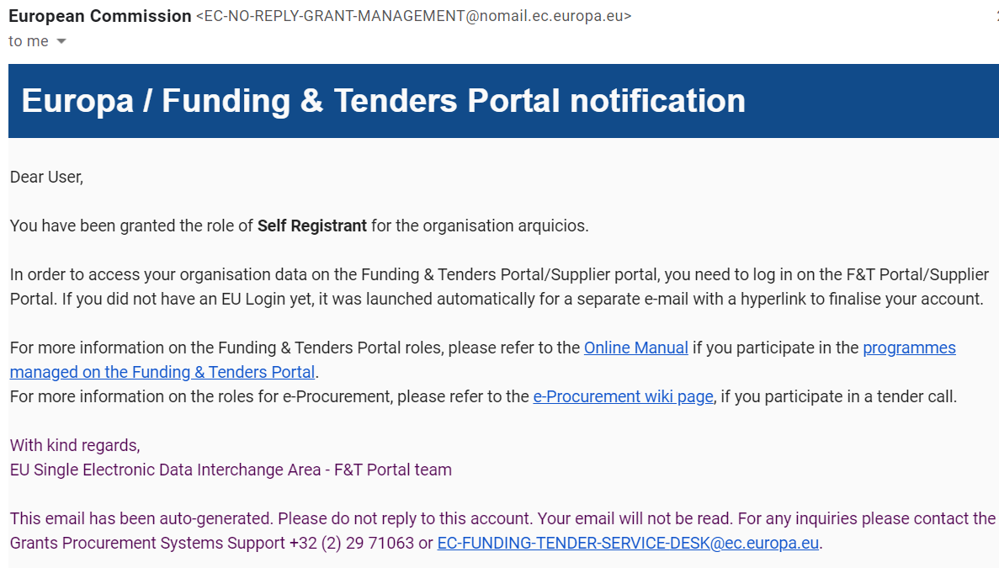 European Commission <EC-NO-REPLY-GRANT-MANAGEMENT@nomail.ec.europa.eu>
to me
Europa / Funding & Tenders Portal notification
Dear User,
You have been granted the role of Self Registrant for the organisation arquicios.
In order to access your organisation data on the Funding & Tenders Portal/Supplier portal, you need to log in on the F&T Portal/Supplier
Portal. If you did not have an EU Login yet, it was launched automatically for a separate e-mail with a hyperlink to finalise your account.
For more information on the Funding & Tenders Portal roles, please refer to the Online Manual if you participate in the programmes
managed on the Funding & Tenders Portal.
For more information on the roles for e-Procurement, please refer to the e-Procurement wiki page, if you participate in a tender call.
With kind regards,
EU Single Electronic Data Interchange Area - F&T Portal team
This email has been auto-generated. Please do not reply to this account. Your email will not be read. For any inquiries please contact the
Grants Procurement Systems Support +32 (2) 29 71063 or EC-FUNDING-TENDER-SERVICE-DESK@ec.europa.eu.